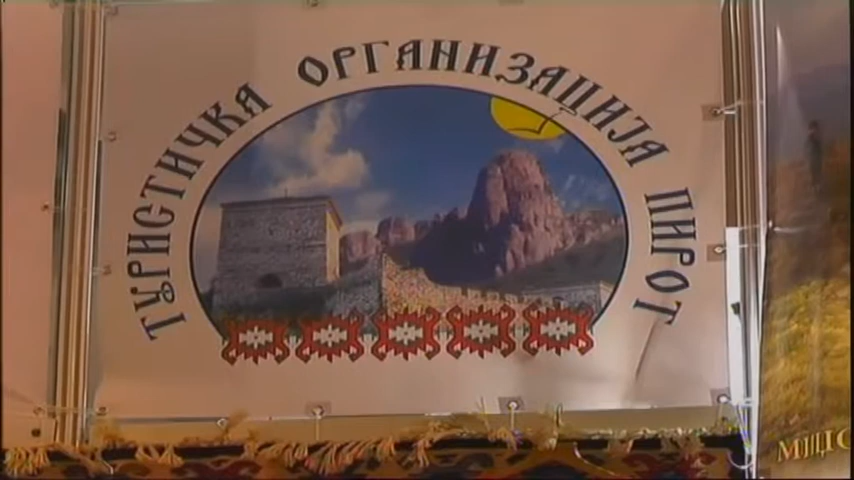 ТУРИСТИЧКА ОРГАНИЗАЦИЈА ПИРОТ